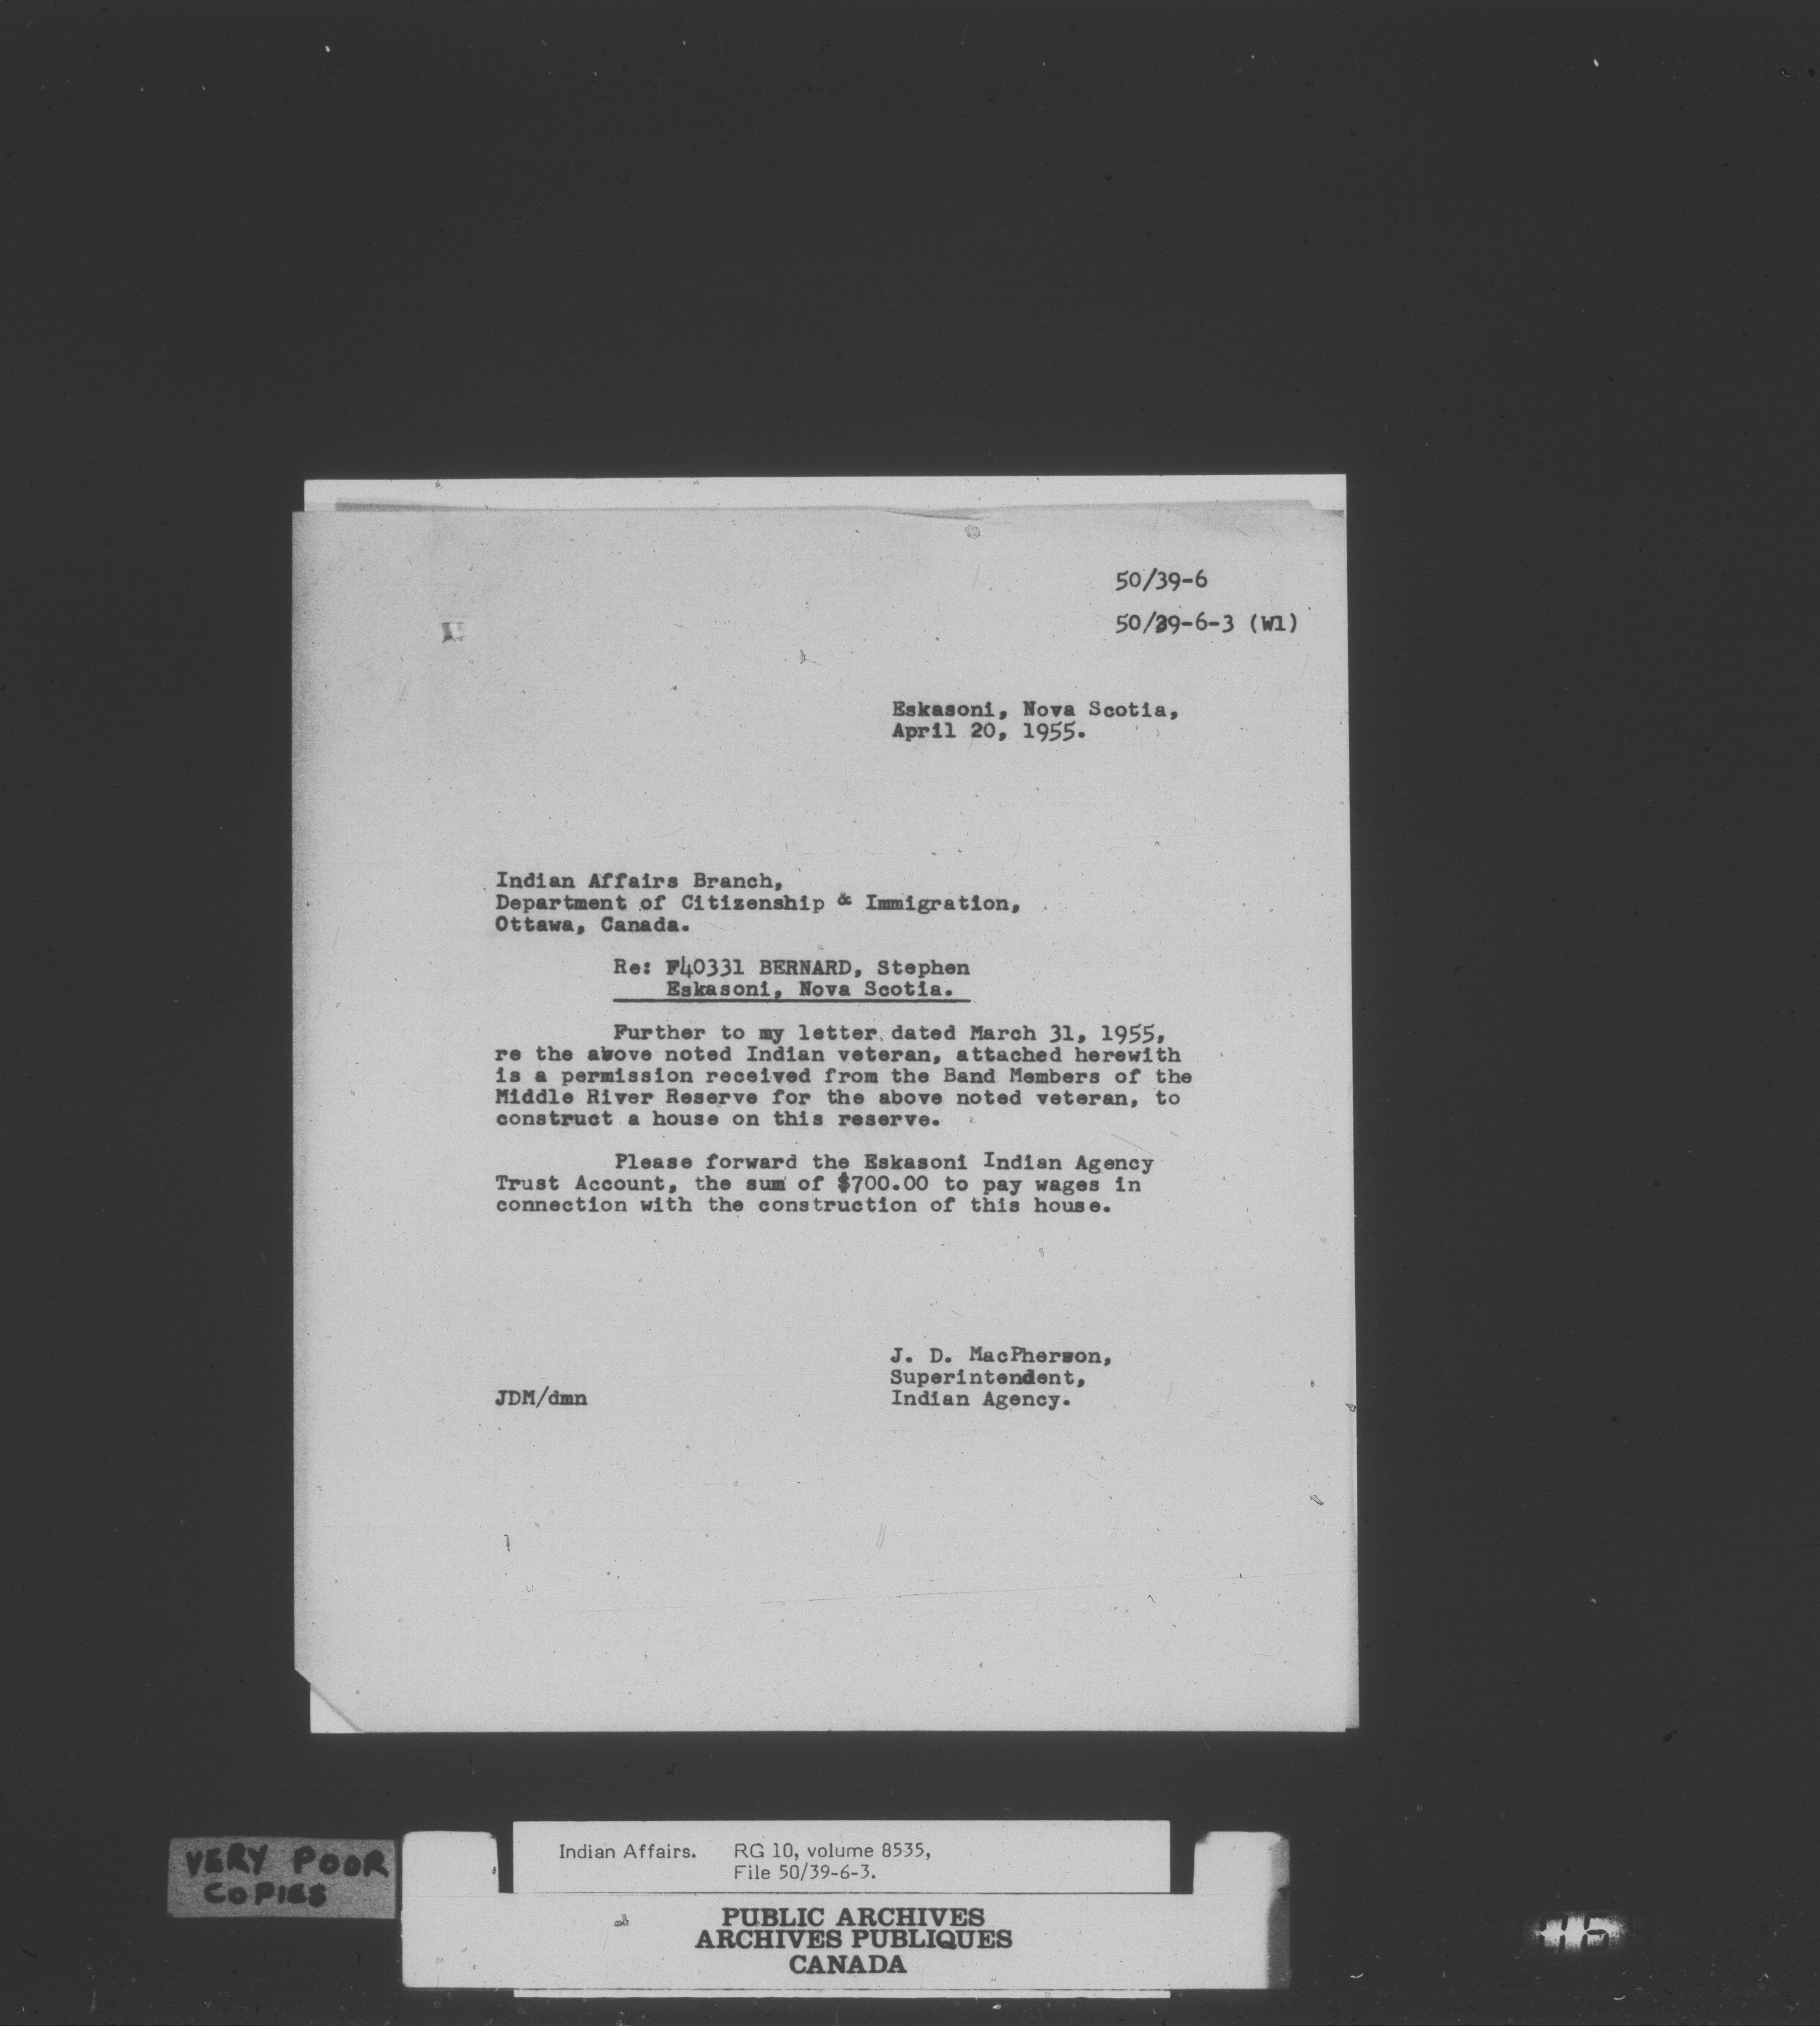 50/39-6
50/39-6-3 (W1)
Eskasoni, Nova Scotia,
April 20, 1955.
Indian Affairs Branch,
Department of Citizenship & Immigration,
Ottawa, Canada.
Re: F40331 BERNARD, Stephen
Eskasoni, Nova Scotia.
Further to my letter dated March 31, 1955,
re the above noted Indian veteran, attached herewith
is a permission received from the Band Members of the
Middle River Reserve for the above noted veteran, to
construct a house on this reserve.
Please forward the Eskasoni Indian Agency
Trust Account, the sum of $700.00 to pay wages in
connection with the construction of this house.
J. D. MacPherson,
Superintendent,
JDM/dmn Indian Agency.
Indian Affairs. RG 10, volume 8535,
File 50/39-6-3.
VERY POOR
COPIES
PUBLIC ARCHIVES
ARCHIVES PUBLIQUES
CANADA